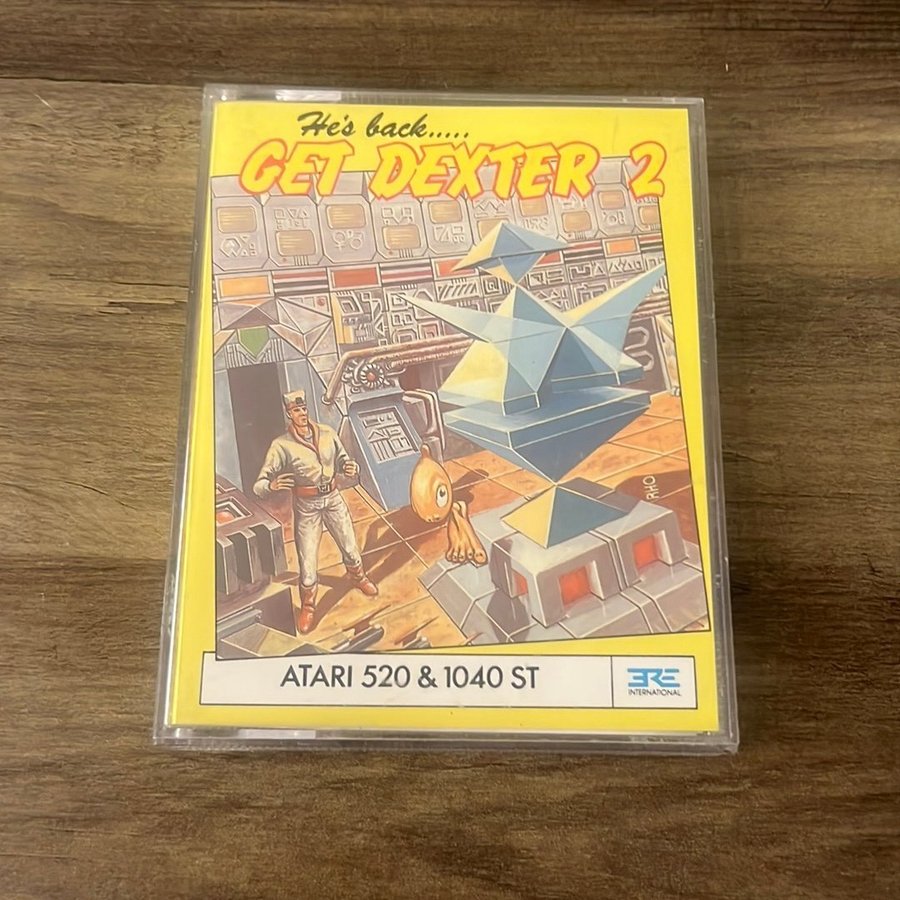 He's back.....
GET DEXTER 2
RHO
ATARI 520 & 1040 ST
ERE
INTERNATIONAL